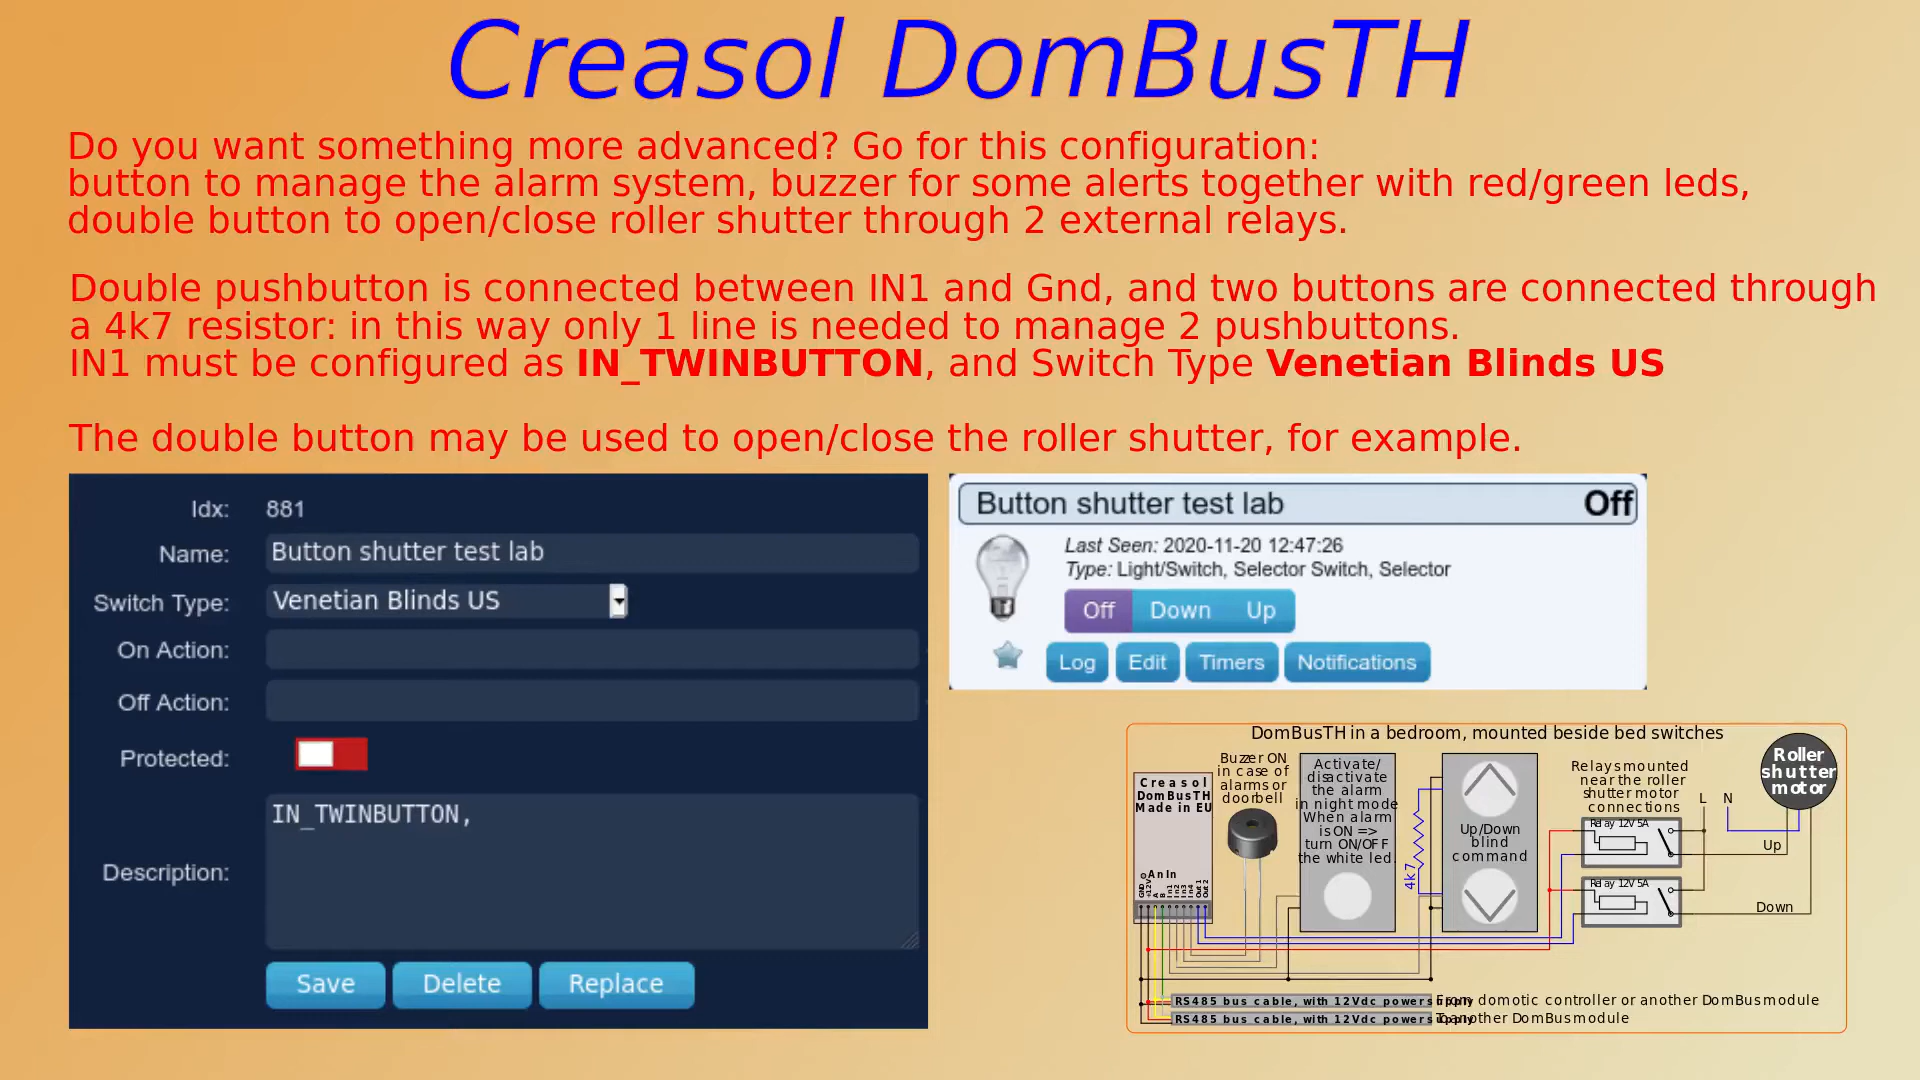 Creasol DomBusTH
Do you want something more advanced? Go for this configuration:
button to manage the alarm system, buzzer for some alerts together with red/green leds,
double button to open/close roller shutter through 2 external relays.
Double pushbutton is connected between IN1 and Gnd, and two buttons are connected through
a 4k7 resistor: in this way only 1 line is needed to manage 2 pushbuttons.
IN1 must be configured as IN_TWINBUTTON, and Switch Type Venetian Blinds US
The double button may be used to open/close the roller shutter, for example.
Idx: 881
Name: Button shutter test lab
Switch Type: Venetian Blinds US
On Action:
Off Action:
Protected:
IN_TWINBUTTON,
Description:
Save Delete Replace
Button shutter test lab Off
Last Seen: 2020-11-20 12:47:26
Type: Light/Switch, Selector Switch, Selector
Off Down Up
Log Edit Timers Notifications
DomBusTH in a bedroom, mounted beside bed switches
Creasol
DomBusTH
Made in EU
AnIn
GND
+12V
A
B
In1
In2
In3
In4
Out1
Out2
Buzzer ON
in case of
alarms or
doorbell
Activate/
disactivate
the alarm
in night mode
When alarm
is ON =>
turn ON/OFF
the white led.
4k7
Up/Down
blind
command
Relays mounted
near the roller
shutter motor
connections
L N
Roller
shutter
motor
Relay 12V 5A
Up
Relay 12V 5A
Down
RS485 bus cable, with 12Vdc power supply
From domotic controller or another DomBus module
RS485 bus cable, with 12Vdc power supply
To another DomBus module